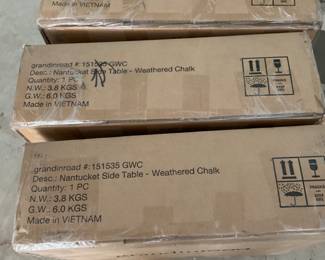 Made in VIETNAM
grandinroad #:151535 GWC
Desc.: Nantucket Side Table - Weathered Chalk
Quantity: 1 PC
N.W.: 3.8 KGS
G.W.: 6.0 KGS
Made in VIETNAM
grandinroad #:151535 GWC
Desc.: Nantucket Side Table - Weathered Chalk
Quantity: 1 PC
N.W.: 3.8 KGS
G.W.: 6.0 KGS
Made in VIETNAM
FRAGILE